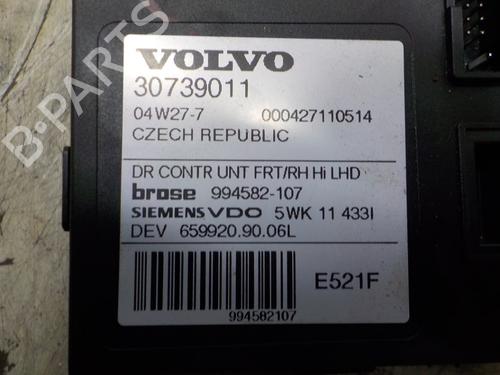 VOLVO
30739011
04W27-7 000427110514
CZECH REPUBLIC
DR CONTR UNT FRT/RH Hi LHD
brose 994582-107
SIEMENS VDO 5WK 11 433I
DEV 659920.90.06L
E521F
994582107
B-PARTS